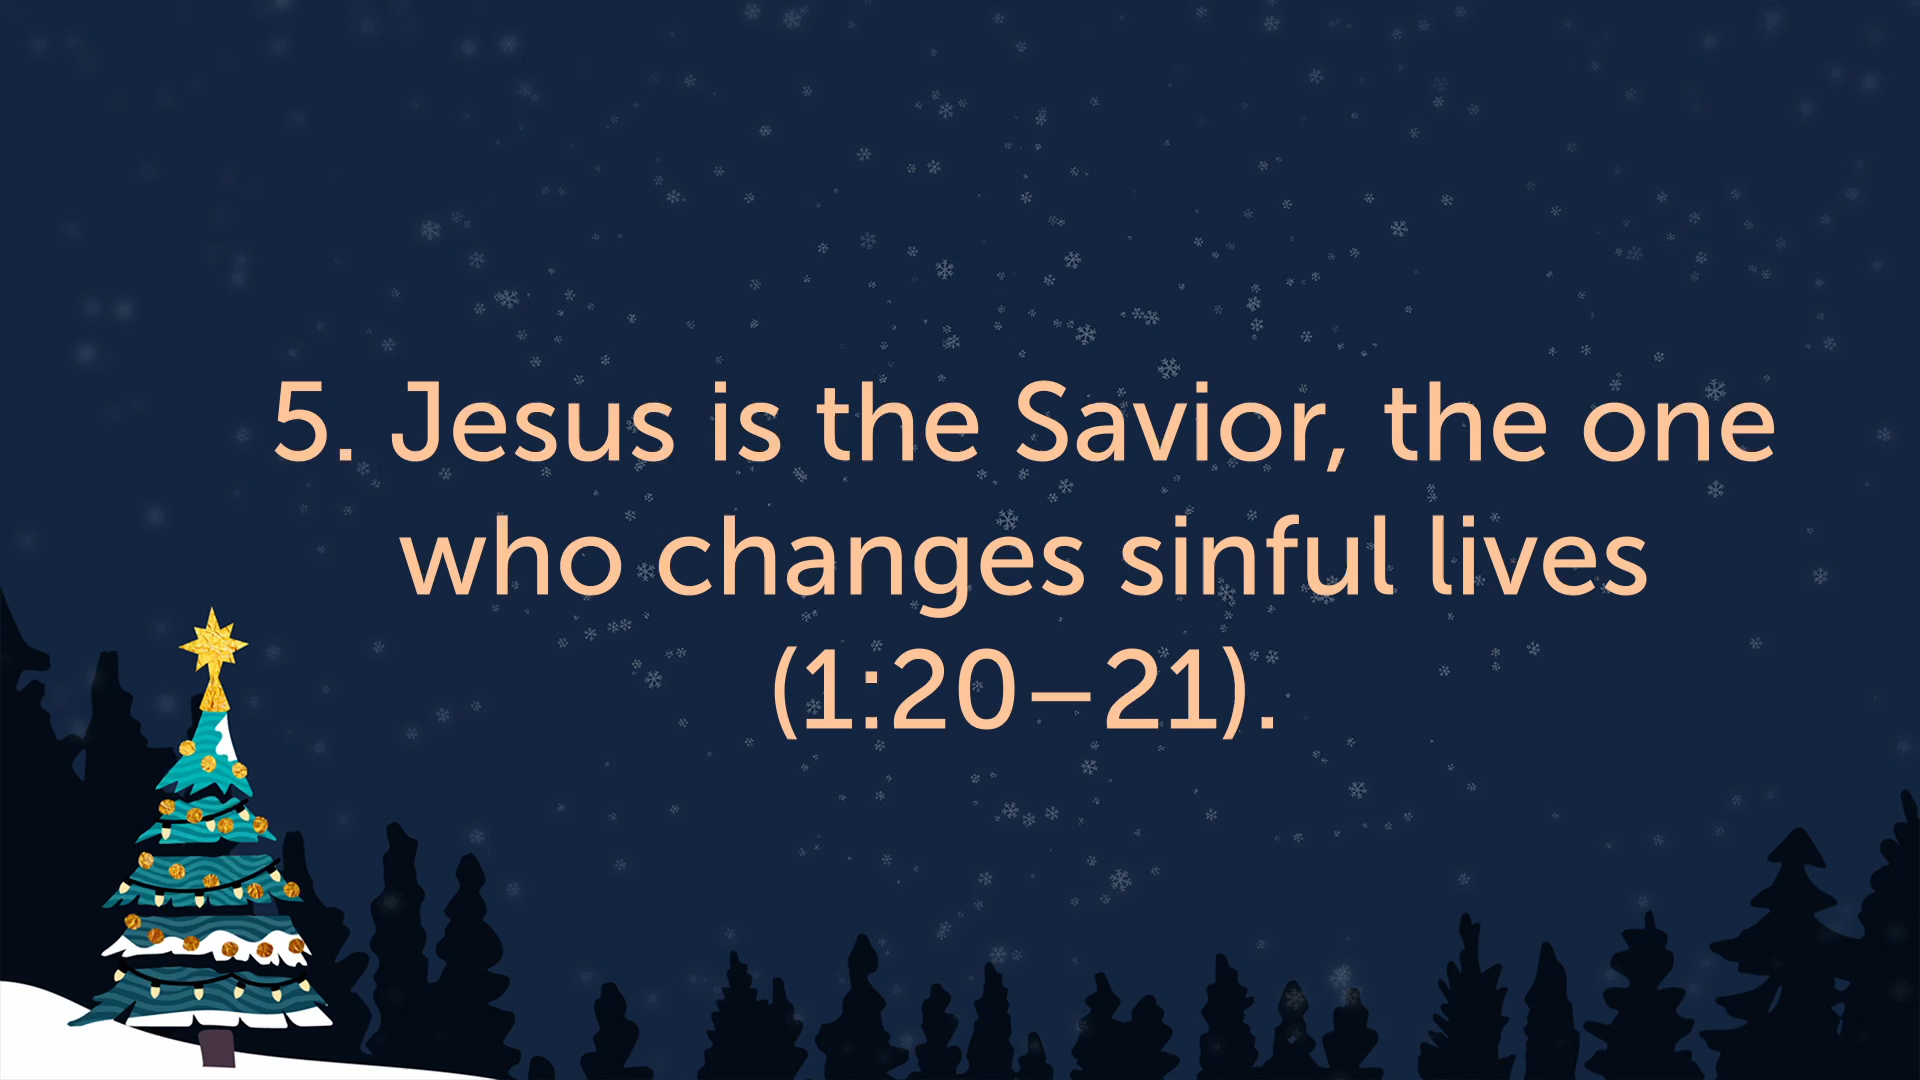 5. Jesus is the Savior, the one
who changes sinful lives
(1:20–21).